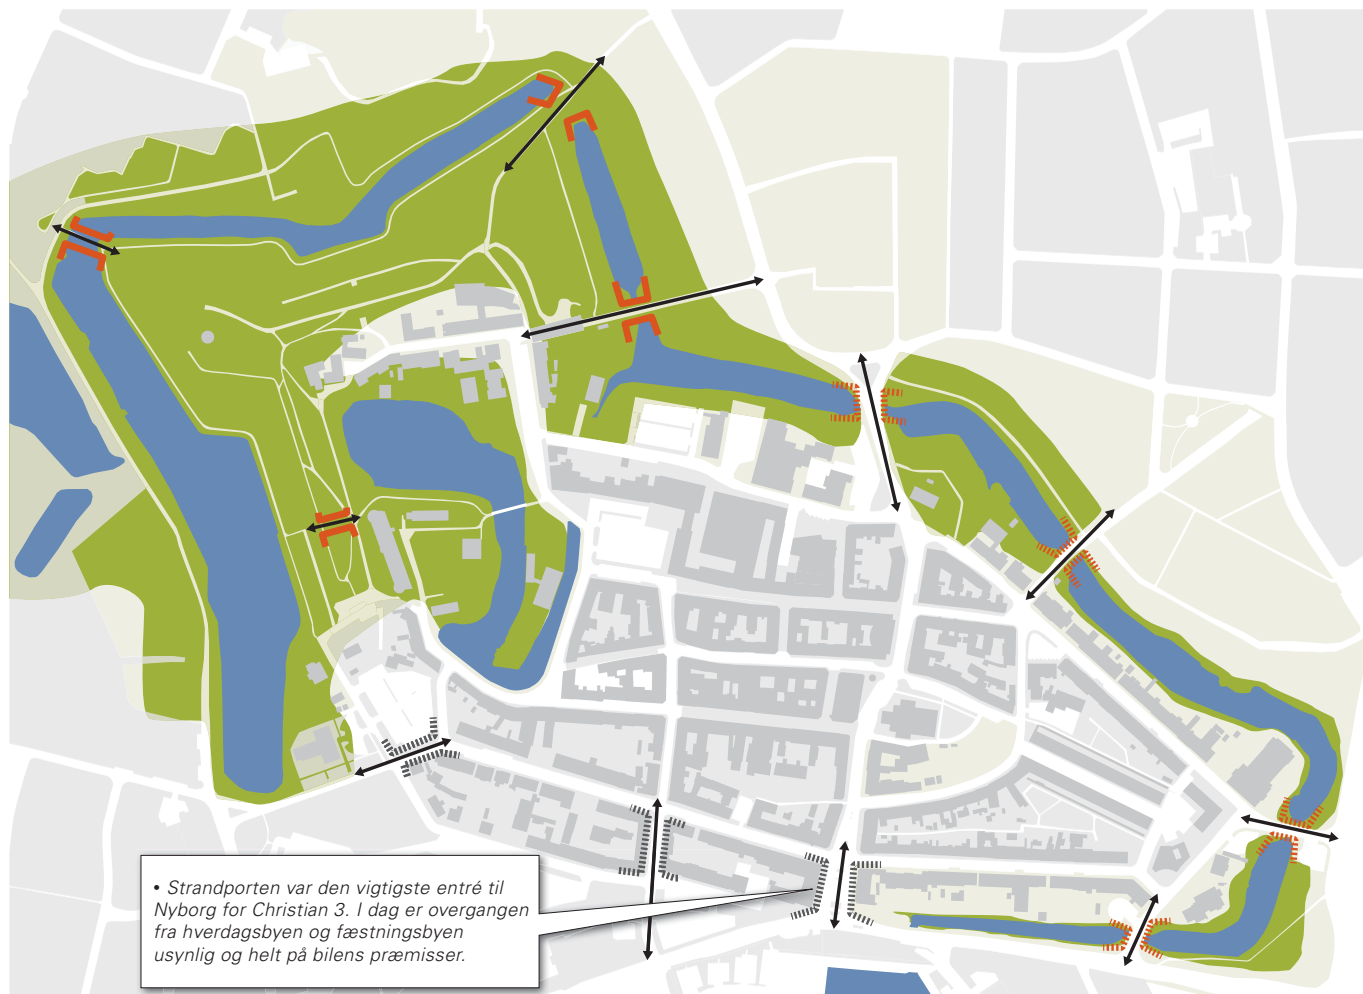 • Strandporten var den vigtigste entré til
Nyborg for Christian 3. I dag er overgangen
fra hverdagsbyen og fæstningsbyen
usynlig og helt på bilens præmisser.